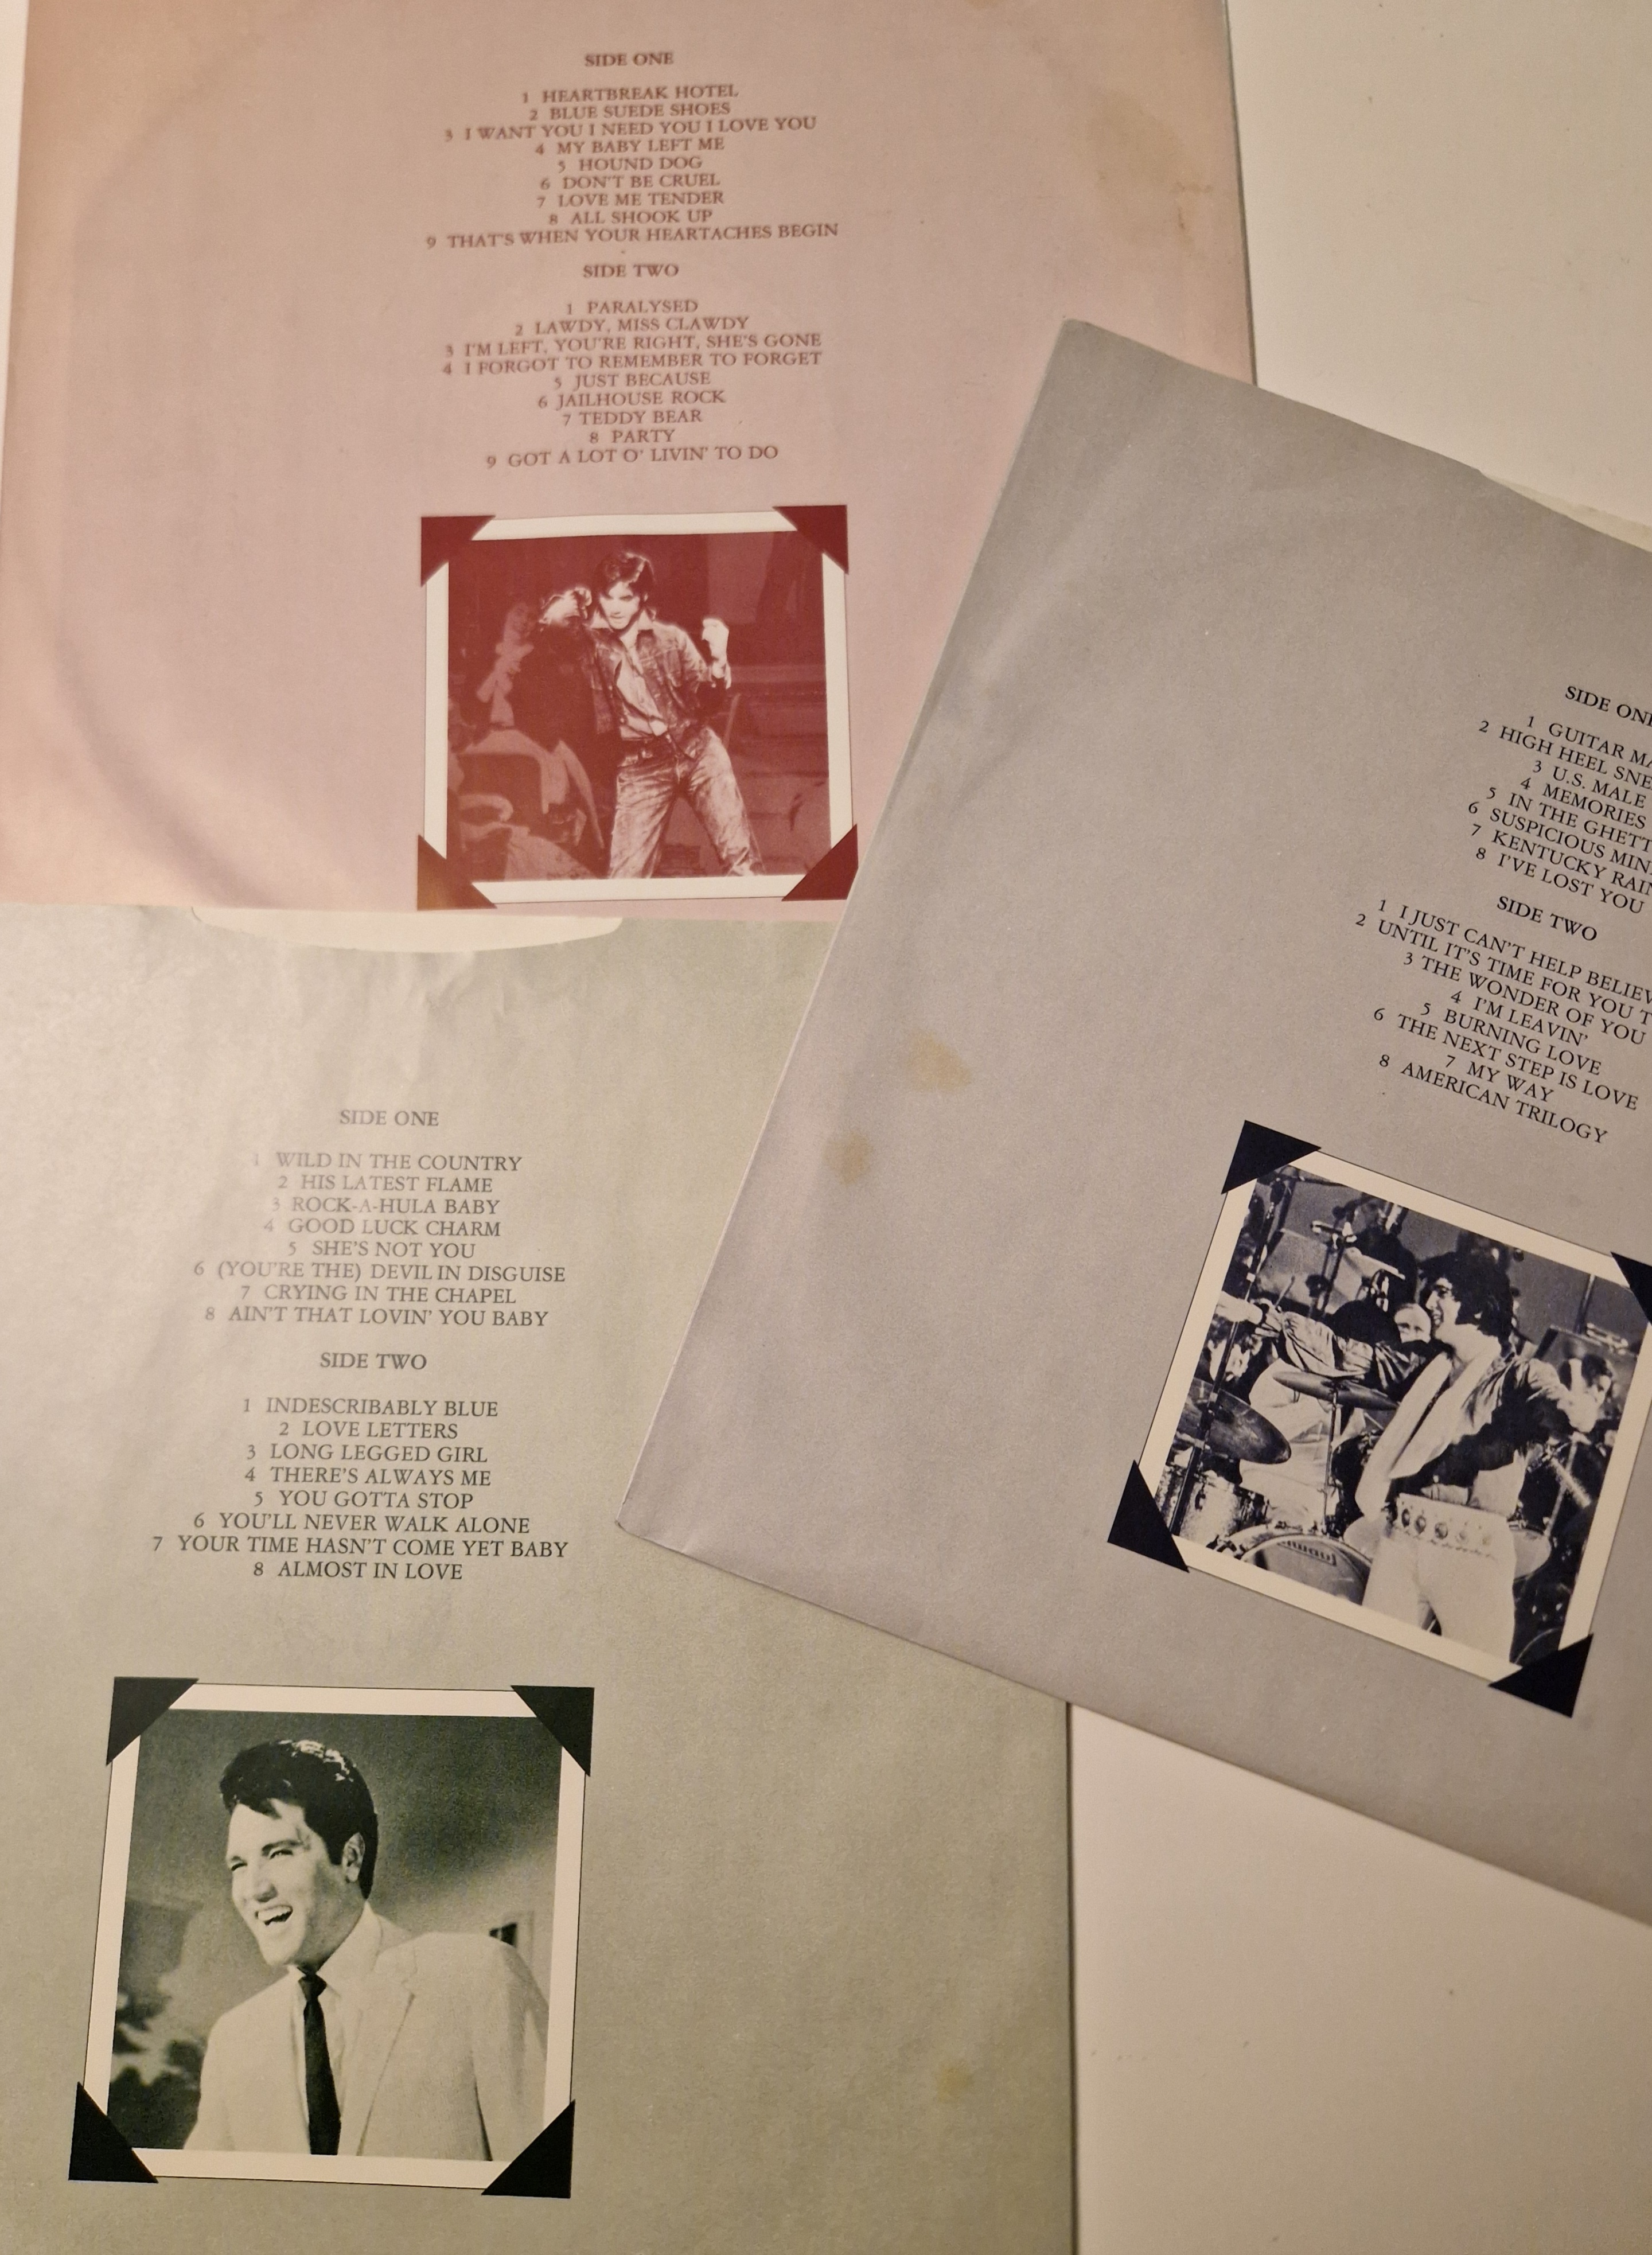 SIDE ONE
1 HEARTBREAK HOTEL
2 BLUE SUEDE SHOES
3 I WANT YOU I NEED YOU I LOVE YOU
4 MY BABY LEFT ME
5 HOUND DOG
6 DON'T BE CRUEL
7 LOVE ME TENDER
8 ALL SHOOK UP
9 THAT'S WHEN YOUR HEARTACHES BEGIN
SIDE TWO
1 PARALYSED
2 LAWDY, MISS CLAWDY
3 I'M LEFT, YOU'RE RIGHT, SHE'S GONE
4 I FORGOT TO REMEMBER TO FORGET
5 JUST BECAUSE
6 JAILHOUSE ROCK
7 TEDDY BEAR
8 PARTY
9 GOT A LOT O' LIVIN' TO DO
SIDE ONE
1 GUITAR
2 HIGH HEEL
3 U.S. MALE
4 MEMORIES
5 IN THE
6 SUSPICIOUS
7 KENTUCKY
8 I'VE LOST YOU
SIDE TWO
1 I JUST CAN'T HELP
2 UNTIL IT'S TIME FOR YOU
3 THE WONDER OF YOU
4 I'M LEAVIN'
5 BURNING LOVE
6 THE NEXT STEP IS LOVE
7 MY WAY
8 AMERICAN TRILOGY
SIDE ONE
1 WILD IN THE COUNTRY
2 HIS LATEST FLAME
3 ROCK-A-HULA BABY
4 GOOD LUCK CHARM
5 SHE'S NOT YOU
6 (YOU'RE THE) DEVIL IN DISGUISE
7 CRYING IN THE CHAPEL
8 AIN'T THAT LOVIN' YOU BABY
SIDE TWO
1 INDESCRIBABLY BLUE
2 LOVE LETTERS
3 LONG LEGGED GIRL
4 THERE'S ALWAYS ME
5 YOU GOTTA STOP
6 YOU'LL NEVER WALK ALONE
7 YOUR TIME HASN'T COME YET BABY
8 ALMOST IN LOVE